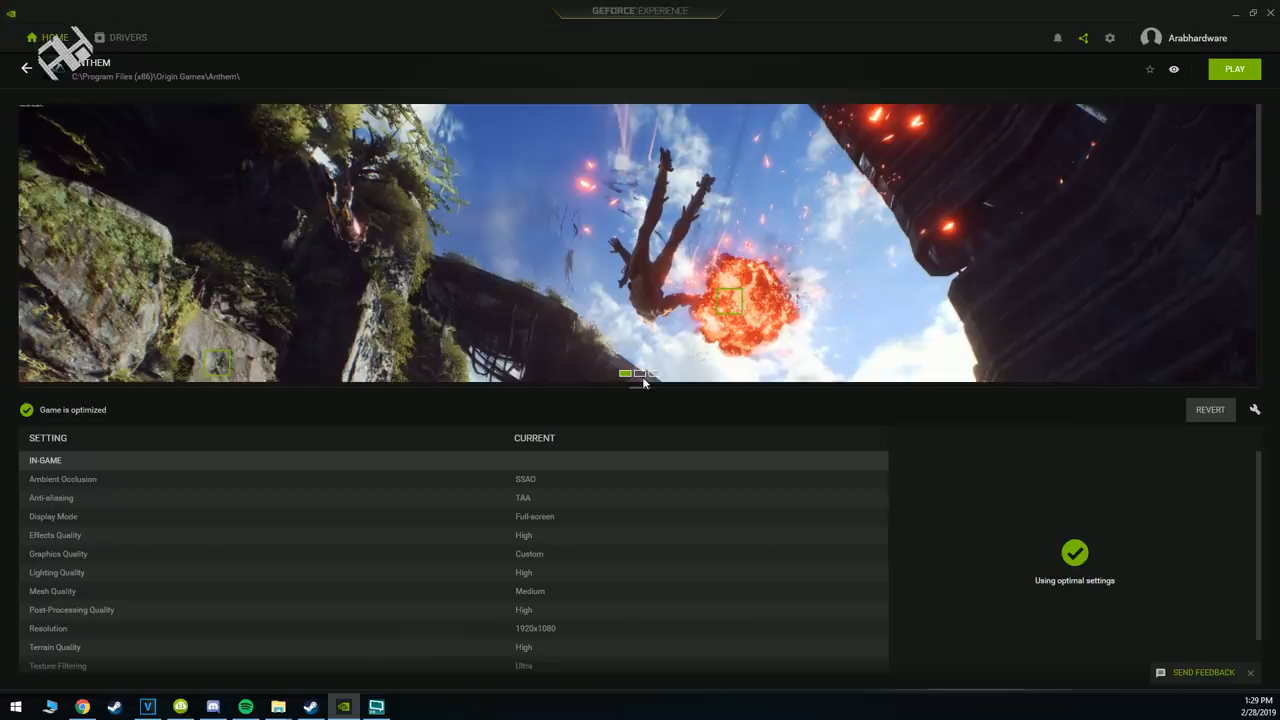 GEFORCE EXPERIENCE
HOME
DRIVERS
Arabhardware
ANTHEM
C:\Program Files (x86)\Origin Games\Anthem\
PLAY
Game is optimized
REVERT
SETTING CURRENT
IN-GAME
Ambient Occlusion SSAO
Anti-aliasing TAA
Display Mode Full-screen
Effects Quality High
Graphics Quality Custom
Lighting Quality High
Mesh Quality Medium
Post-Processing Quality High
Resolution 1920x1080
Terrain Quality High
Texture Filtering Ultra
Using optimal settings
SEND FEEDBACK
1:29 PM
2/28/2019